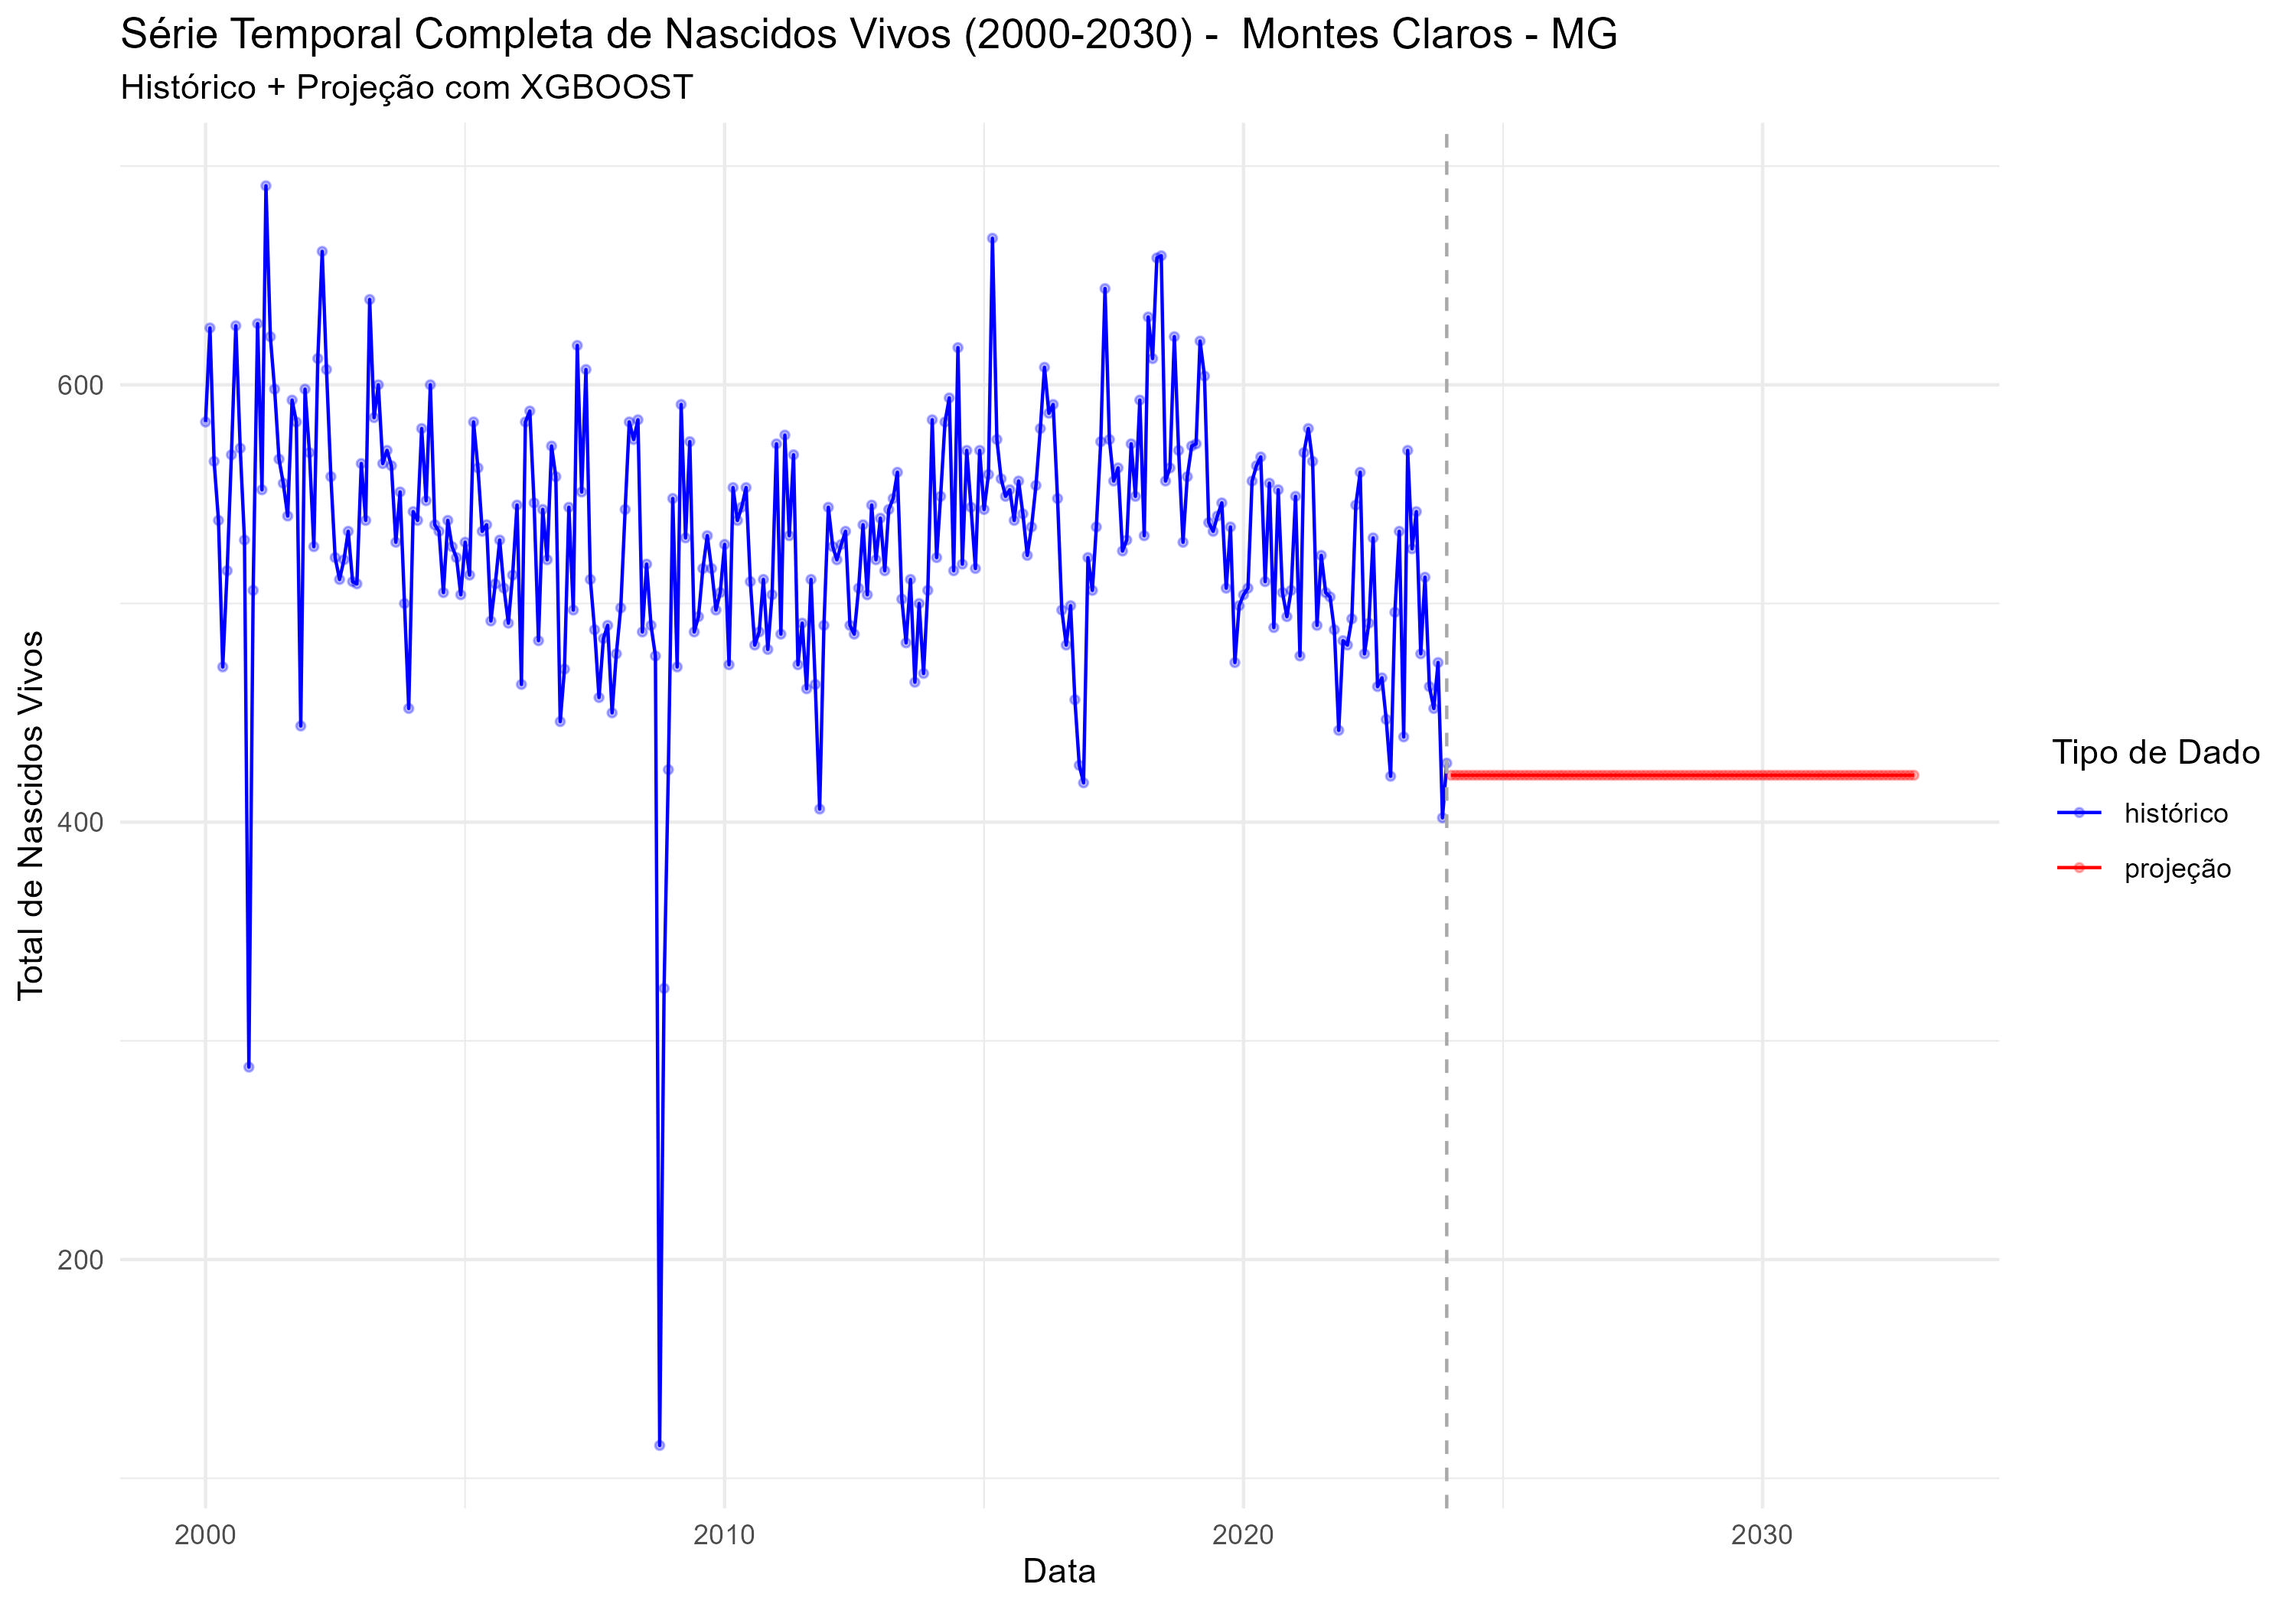 Série Temporal Completa de Nascidos Vivos (2000-2030) -  Montes Claros - MG
Histórico + Projeção com XGBOOST
Total de Nascidos Vivos
600
400
200
2000
2010
2020
2030
Data
Tipo de Dado
histórico
projeção